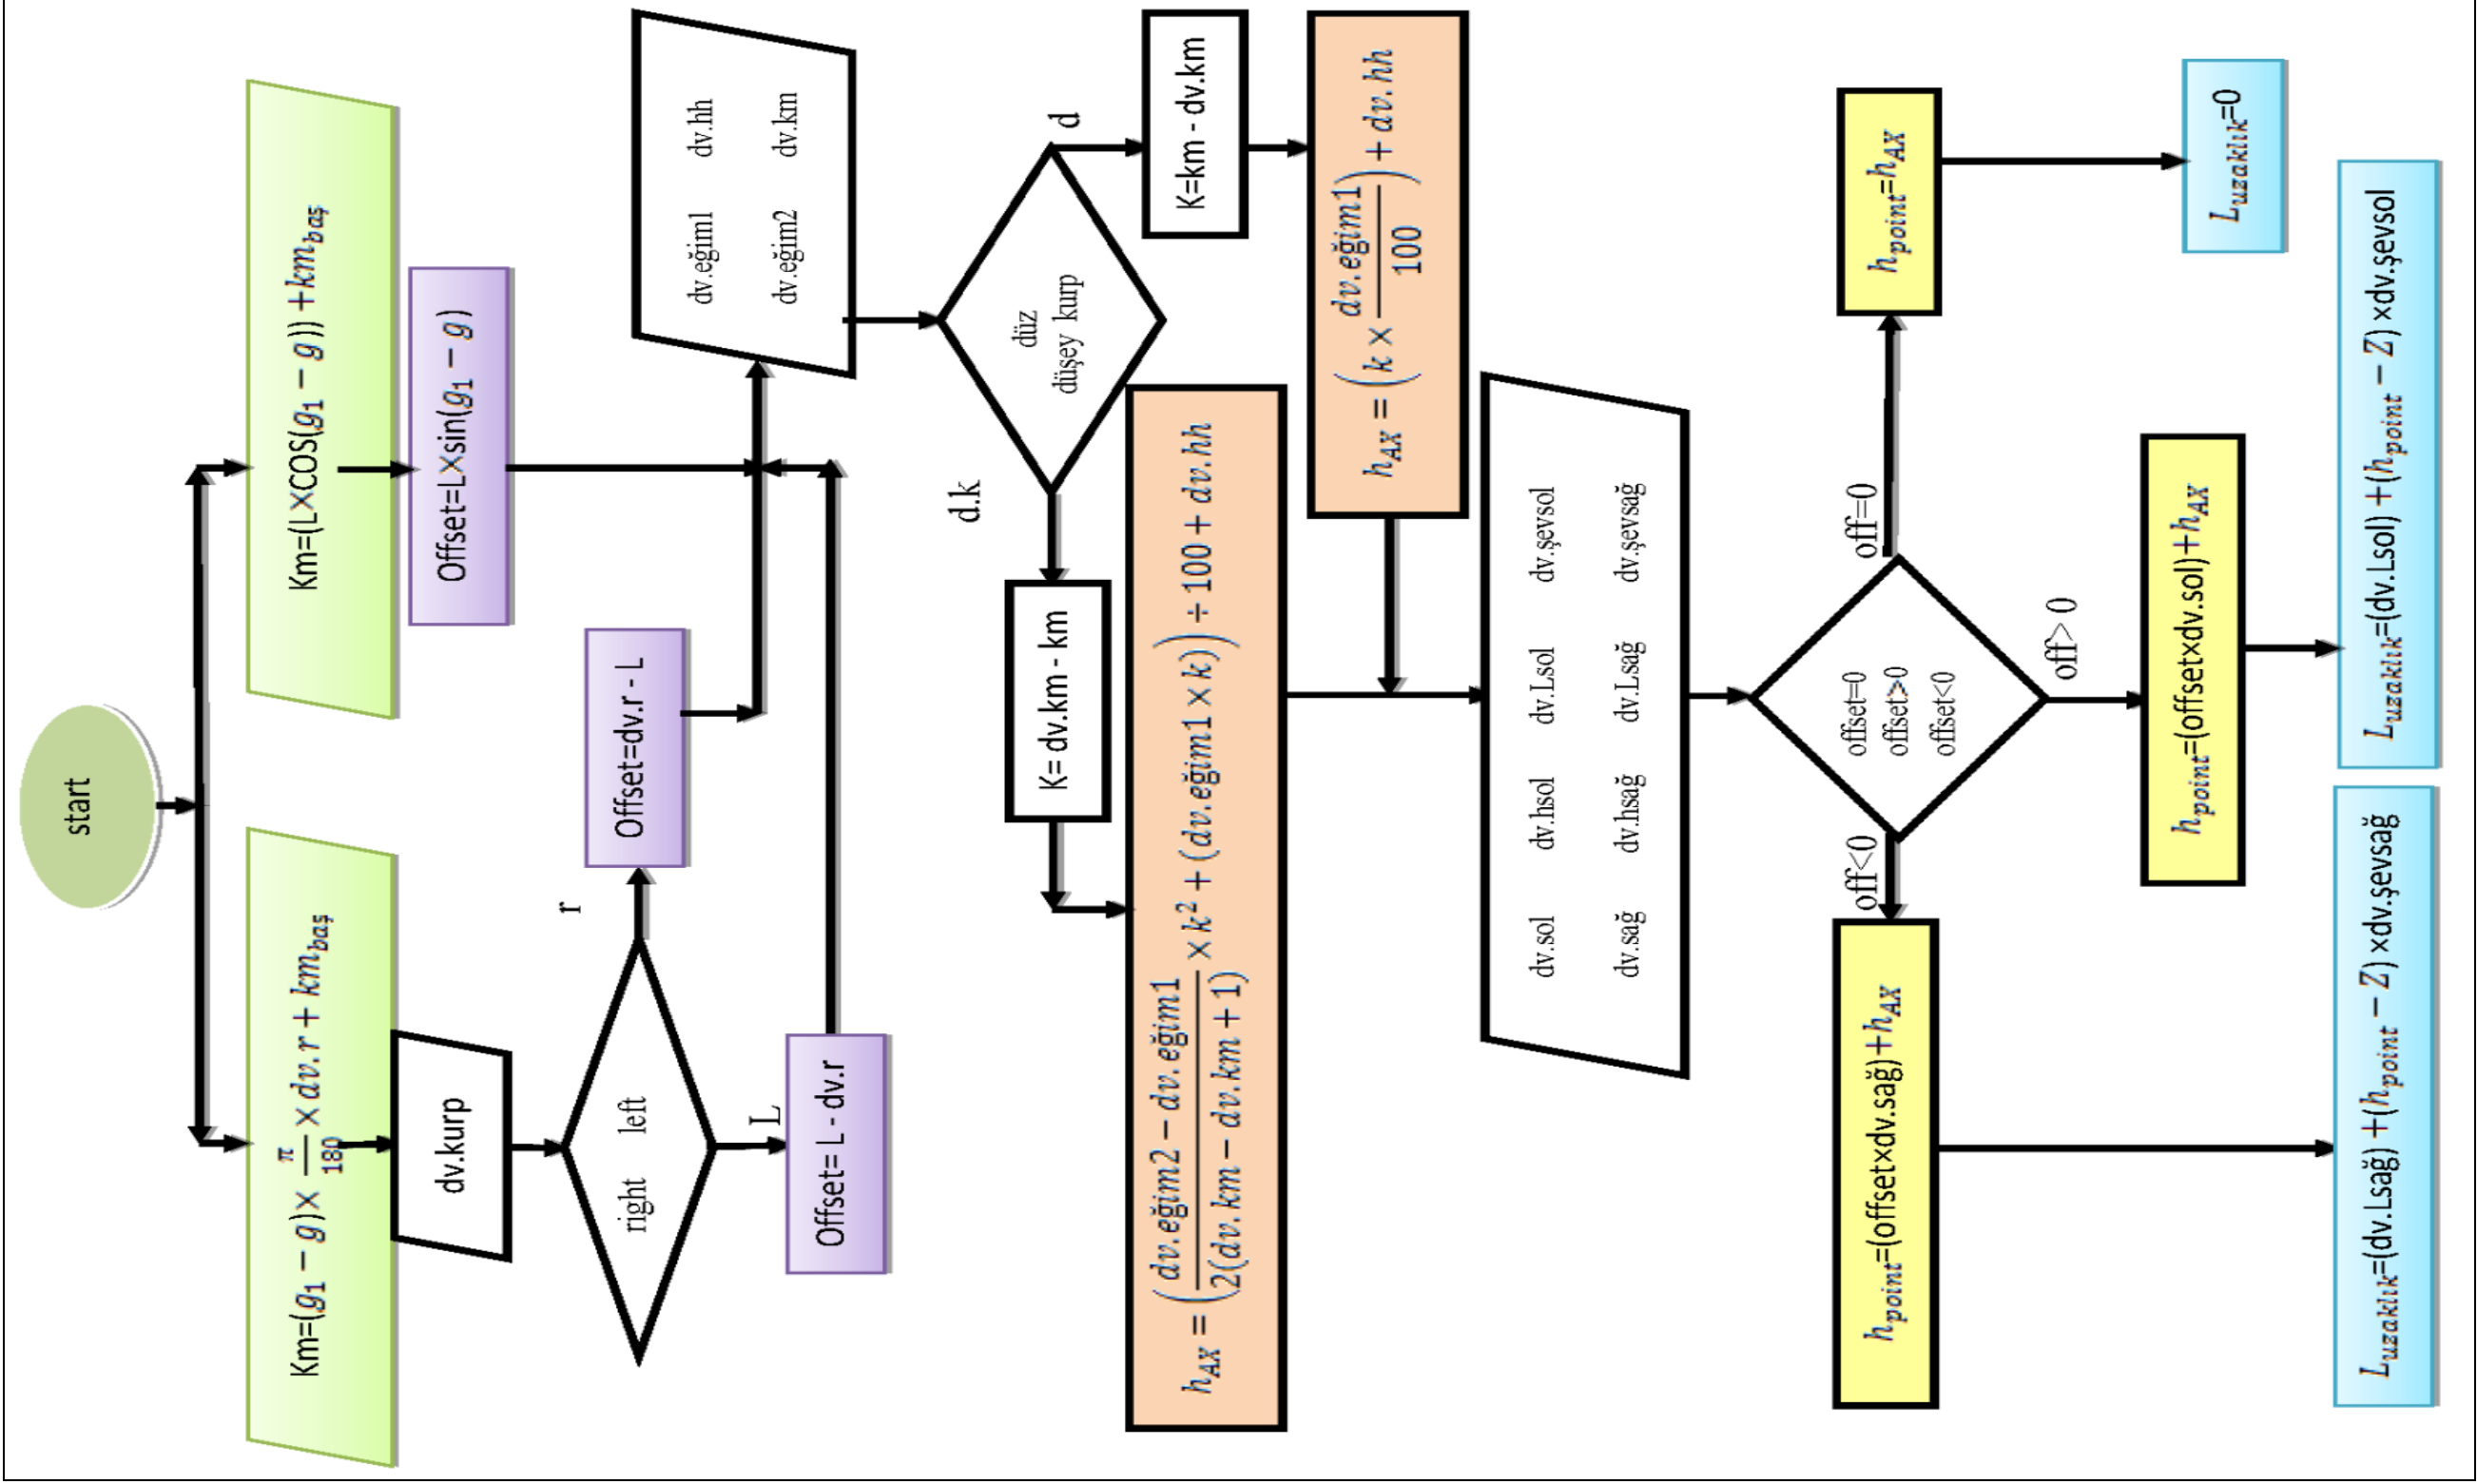 start
Km=(g₁ − g)× π/180 × dv.r + km_baş
Km=(L×COS(g₁ − g)) +km_baş
dv.kurp
Offset=L×sin(g₁ − g)
right left
r
L
Offset=dv.r - L
Offset= L - dv.r
dv.eğim1 dv.hh
dv.eğim2 dv.km
düz
düşey kurp
d.k
d
K= dv.km - km
K=km - dv.km
h_AX = ((dv.eğim2 − dv.eğim1)/(2(dv.km − dv.km + 1)) × k² + (dv.eğim1 × k)) ÷ 100 + dv.hh
h_AX = (k × dv.eğim1/100) + dv.hh
dv.sol dv.hsol dv.Lsol dv.şevsol
dv.sağ dv.hsağ dv.Lsağ dv.şevsağ
offset=0
offset>0
offset<0
off<0
off=0
off> 0
h_point=(offset×dv.sağ)+h_AX
h_point=h_AX
h_point=(offset×dv.sol)+h_AX
L_uzaklık=0
L_uzaklık=(dv.Lsağ) +(h_point − Z) ×dv.şevsağ
L_uzaklık=(dv.Lsol) +(h_point − Z) ×dv.şevsol